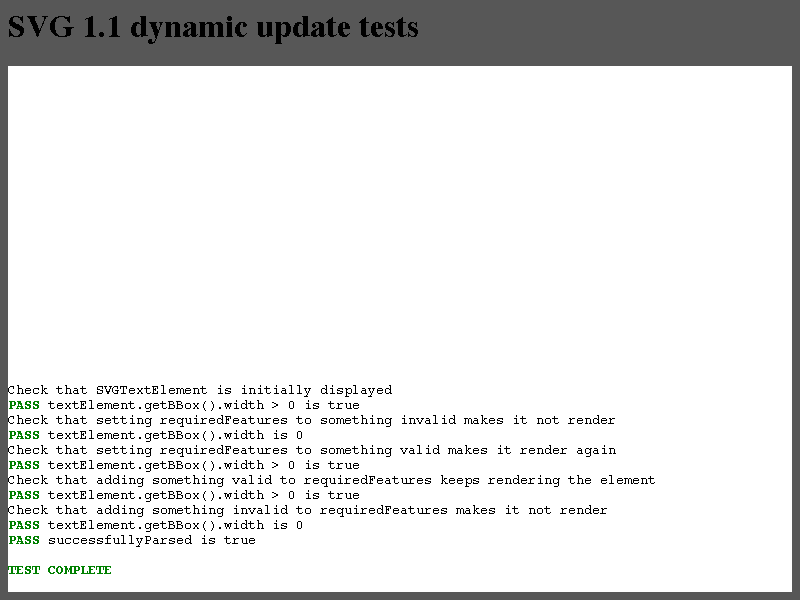 SVG 1.1 dynamic update tests
Check that SVGTextElement is initially displayed
PASS textElement.getBBox().width > 0 is true
Check that setting requiredFeatures to something invalid makes it not render
PASS textElement.getBBox().width is 0
Check that setting requiredFeatures to something valid makes it render again
PASS textElement.getBBox().width > 0 is true
Check that adding something valid to requiredFeatures keeps rendering the element
PASS textElement.getBBox().width > 0 is true
Check that adding something invalid to requiredFeatures makes it not render
PASS textElement.getBBox().width is 0
PASS successfullyParsed is true
TEST COMPLETE